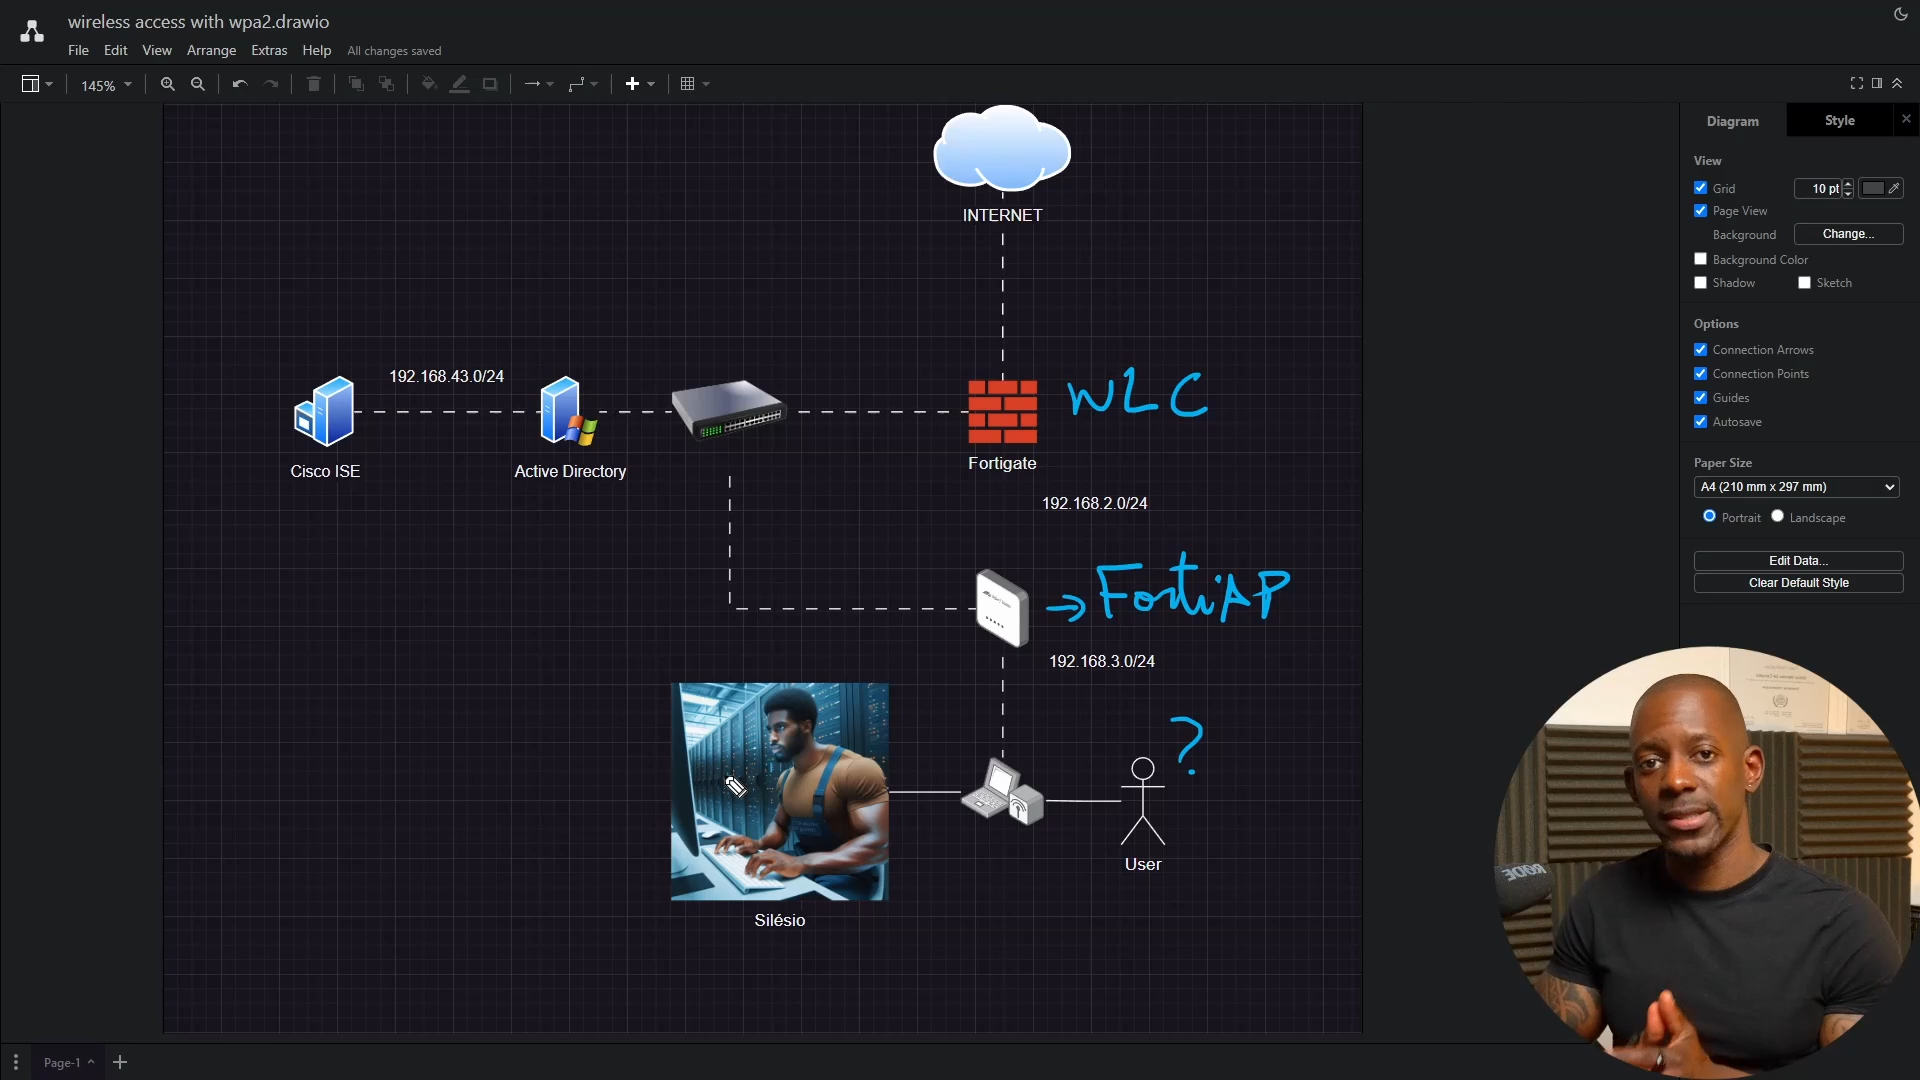 wireless access with wpa2.drawio
File Edit View Arrange Extras Help All changes saved
145%
Diagram Style
View
Grid 10 pt
Page View
Background Change...
Background Color
Shadow Sketch
Options
Connection Arrows
Connection Points
Guides
Autosave
Paper Size
A4 (210 mm x 297 mm)
Portrait Landscape
Edit Data...
Clear Default Style
INTERNET
192.168.43.0/24
WLC
Cisco ISE
Active Directory
Fortigate
192.168.2.0/24
→FortiAP
192.168.3.0/24
?
User
Silésio
RODE
Page-1